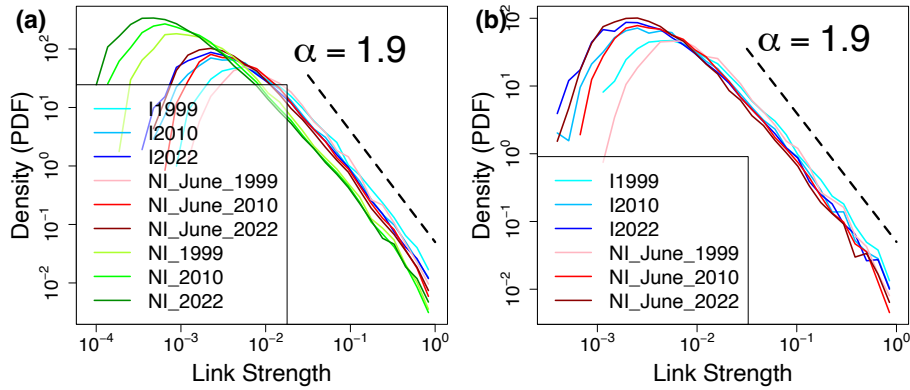 (a)
α = 1.9
Density (PDF)
10² 10¹ 10⁰ 10⁻¹ 10⁻²
I1999
I2010
I2022
NI_June_1999
NI_June_2010
NI_June_2022
NI_1999
NI_2010
NI_2022
10⁻⁴ 10⁻³ 10⁻² 10⁻¹ 10⁰
Link Strength
(b)
α = 1.9
Density (PDF)
10² 10¹ 10⁰ 10⁻¹ 10⁻²
I1999
I2010
I2022
NI_June_1999
NI_June_2010
NI_June_2022
10⁻³ 10⁻² 10⁻¹ 10⁰
Link Strength